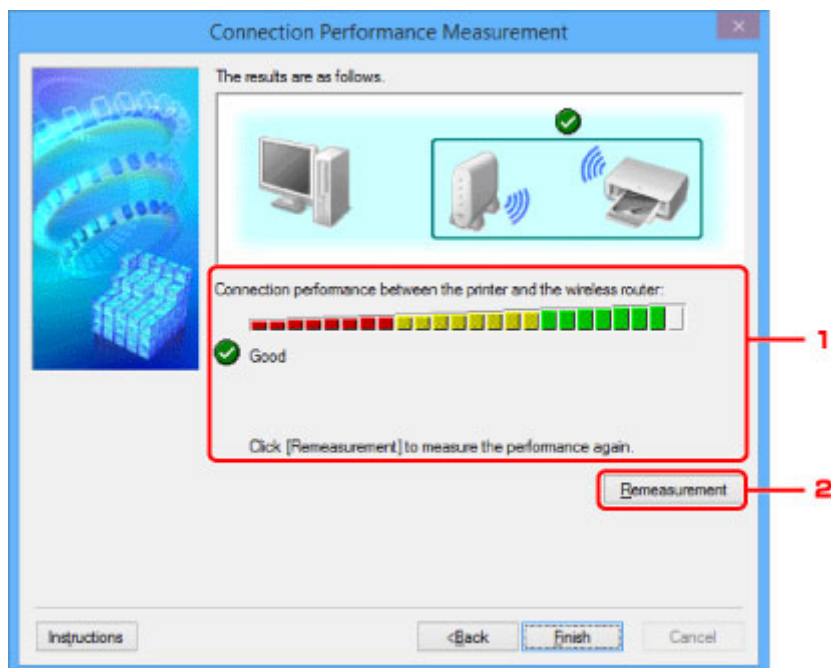 Connection Performance Measurement
The results are as follows.
Connection performance between the printer and the wireless router:
Good
1
Click [Remeasurement] to measure the performance again.
Remeasurement
2
Instructions
<Back
Finish
Cancel